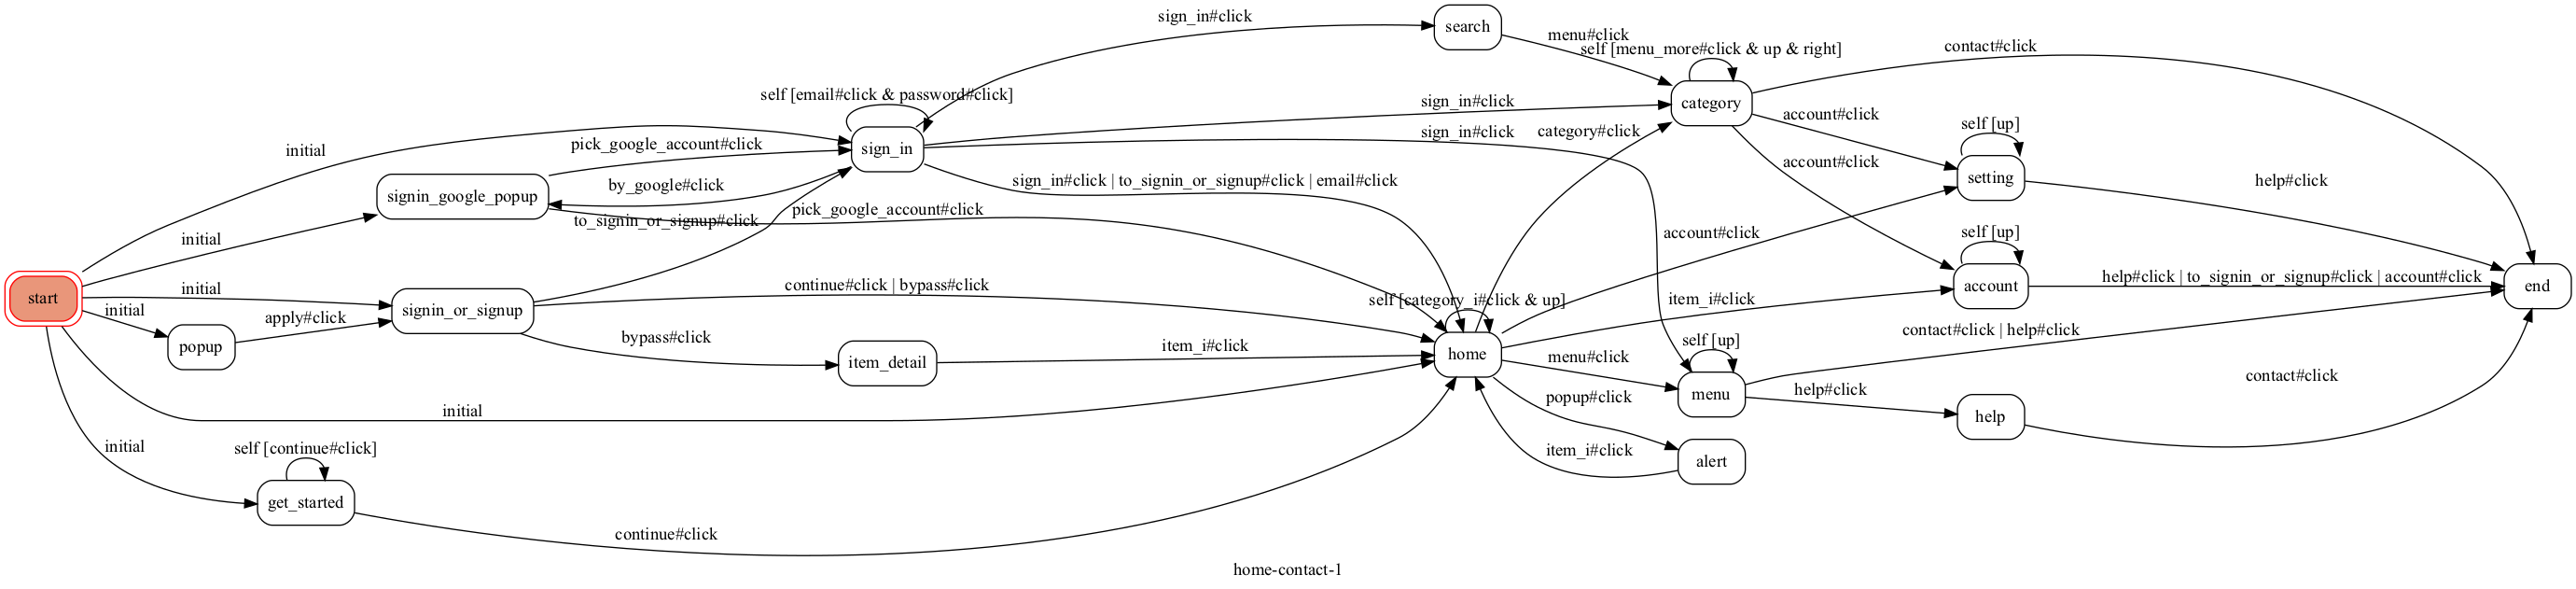 sign_in#click
search
menu#click
self [menu_more#click & up & right]
contact#click
self [email#click & password#click]
sign_in#click
category
account#click
self [up]
initial
pick_google_account#click
sign_in
sign_in#click
category#click
by_google#click
signin_google_popup
sign_in#click | to_signin_or_signup#click | email#click
account#click
setting
help#click
to_signin_or_signup#click
pick_google_account#click
initial
account#click
self [up]
start
initial
signin_or_signup
continue#click | bypass#click
self [category_i#click & up]
item_i#click
account
help#click | to_signin_or_signup#click | account#click
end
initial
popup
apply#click
bypass#click
item_detail
item_i#click
home
menu#click
self [up]
menu
contact#click | help#click
help#click
help
contact#click
initial
popup#click
item_i#click
alert
initial
self [continue#click]
get_started
continue#click
home-contact-1